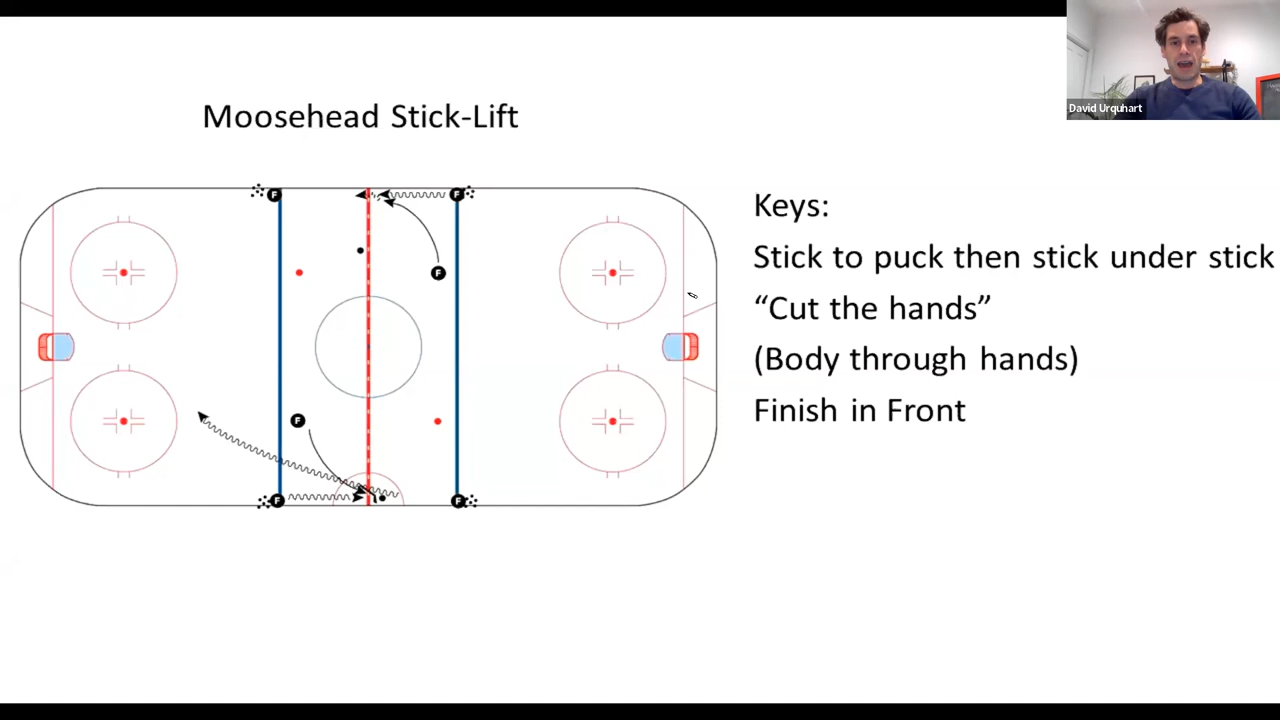 David Urquhart
Moosehead Stick-Lift
F
F
F
F
F
F
Keys:
Stick to puck then stick under stick
“Cut the hands”
(Body through hands)
Finish in Front